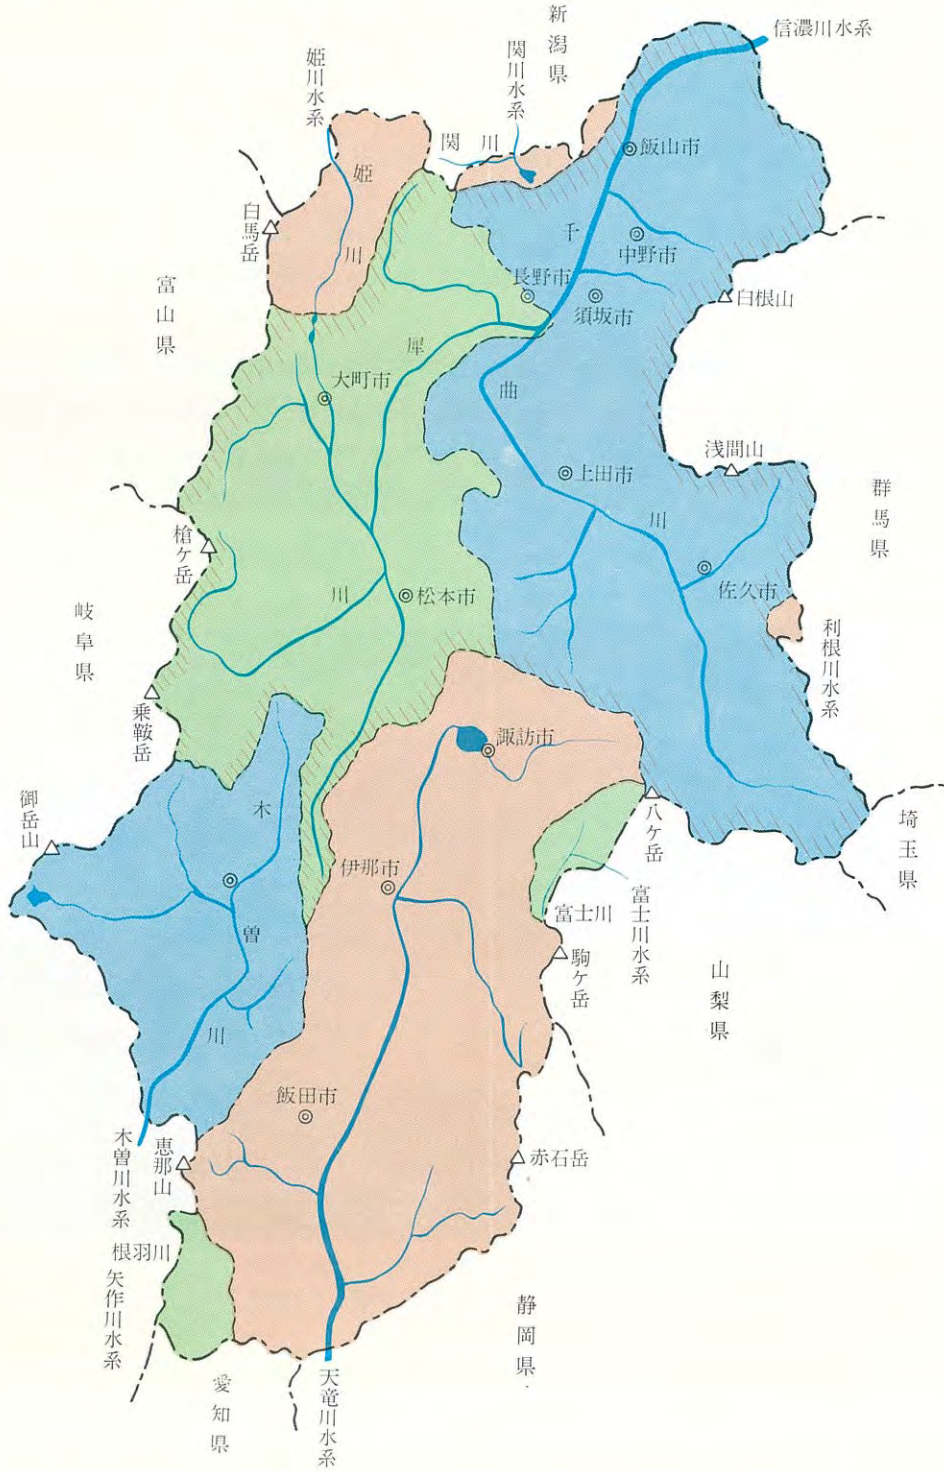 新潟県
信濃川水系
関川水系
姫川水系
関川
飯山市
姫川
千曲川
中野市
白馬岳
長野市
須坂市
白根山
富山県
犀川
大町市
浅間山
上田市
群馬県
槍ケ岳
佐久市
松本市
岐阜県
利根川水系
乗鞍岳
諏訪市
御岳山
木曽川
八ケ岳
埼玉県
伊那市
富士川
富士川水系
駒ケ岳
山梨県
飯田市
木曽川水系
恵那山
赤石岳
根羽川
矢作川水系
静岡県
愛知県
天竜川水系